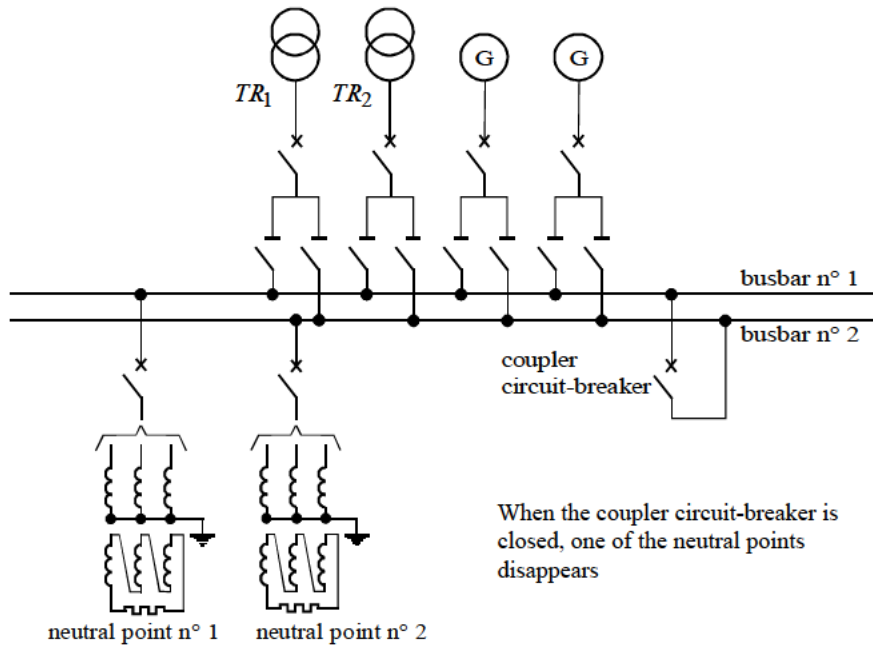 G
G
TR1
TR2
busbar n° 1
busbar n° 2
coupler
circuit-breaker
When the coupler circuit-breaker is
closed, one of the neutral points
disappears
neutral point n° 1
neutral point n° 2